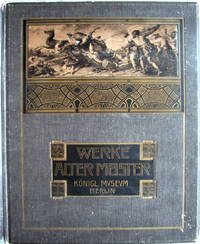 WERKE
ALTER MEISTER
KÖNIGL. MVSEVM
BERLIN